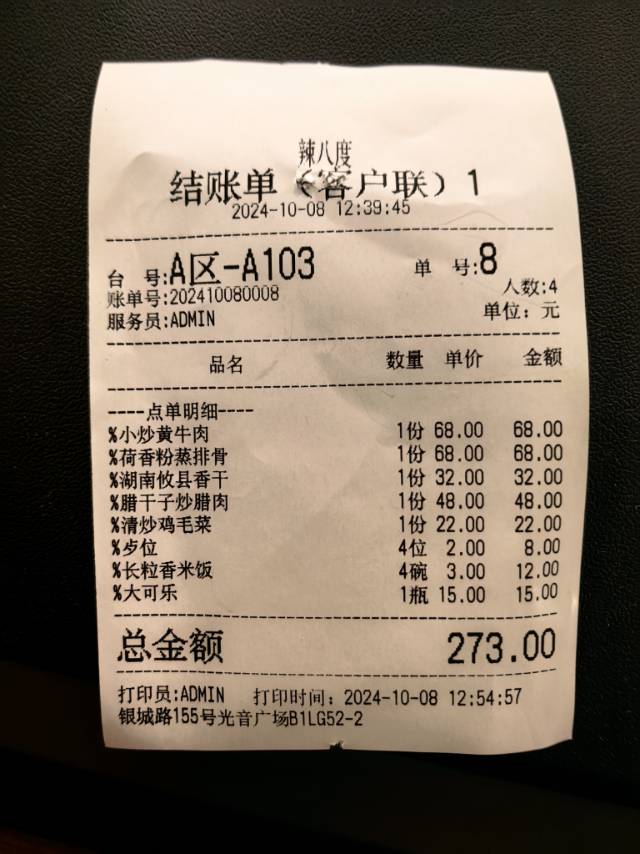 辣八度
结账单（客户联）1
2024-10-08 12:39:45
台 号:A区-A103 单 号:8
账单号:202410080008 人数:4
服务员:ADMIN 单位：元
品名 数量 单价 金额
----点单明细----
%小炒黄牛肉 1份 68.00 68.00
%荷香粉蒸排骨 1份 68.00 68.00
%湖南攸县香干 1份 32.00 32.00
%腊干子炒腊肉 1份 48.00 48.00
%清炒鸡毛菜 1份 22.00 22.00
%歺位 4位 2.00 8.00
%长粒香米饭 4碗 3.00 12.00
%大可乐 1瓶 15.00 15.00
总金额 273.00
打印员:ADMIN 打印时间：2024-10-08 12:54:57
银城路155号光音广场B1LG52-2